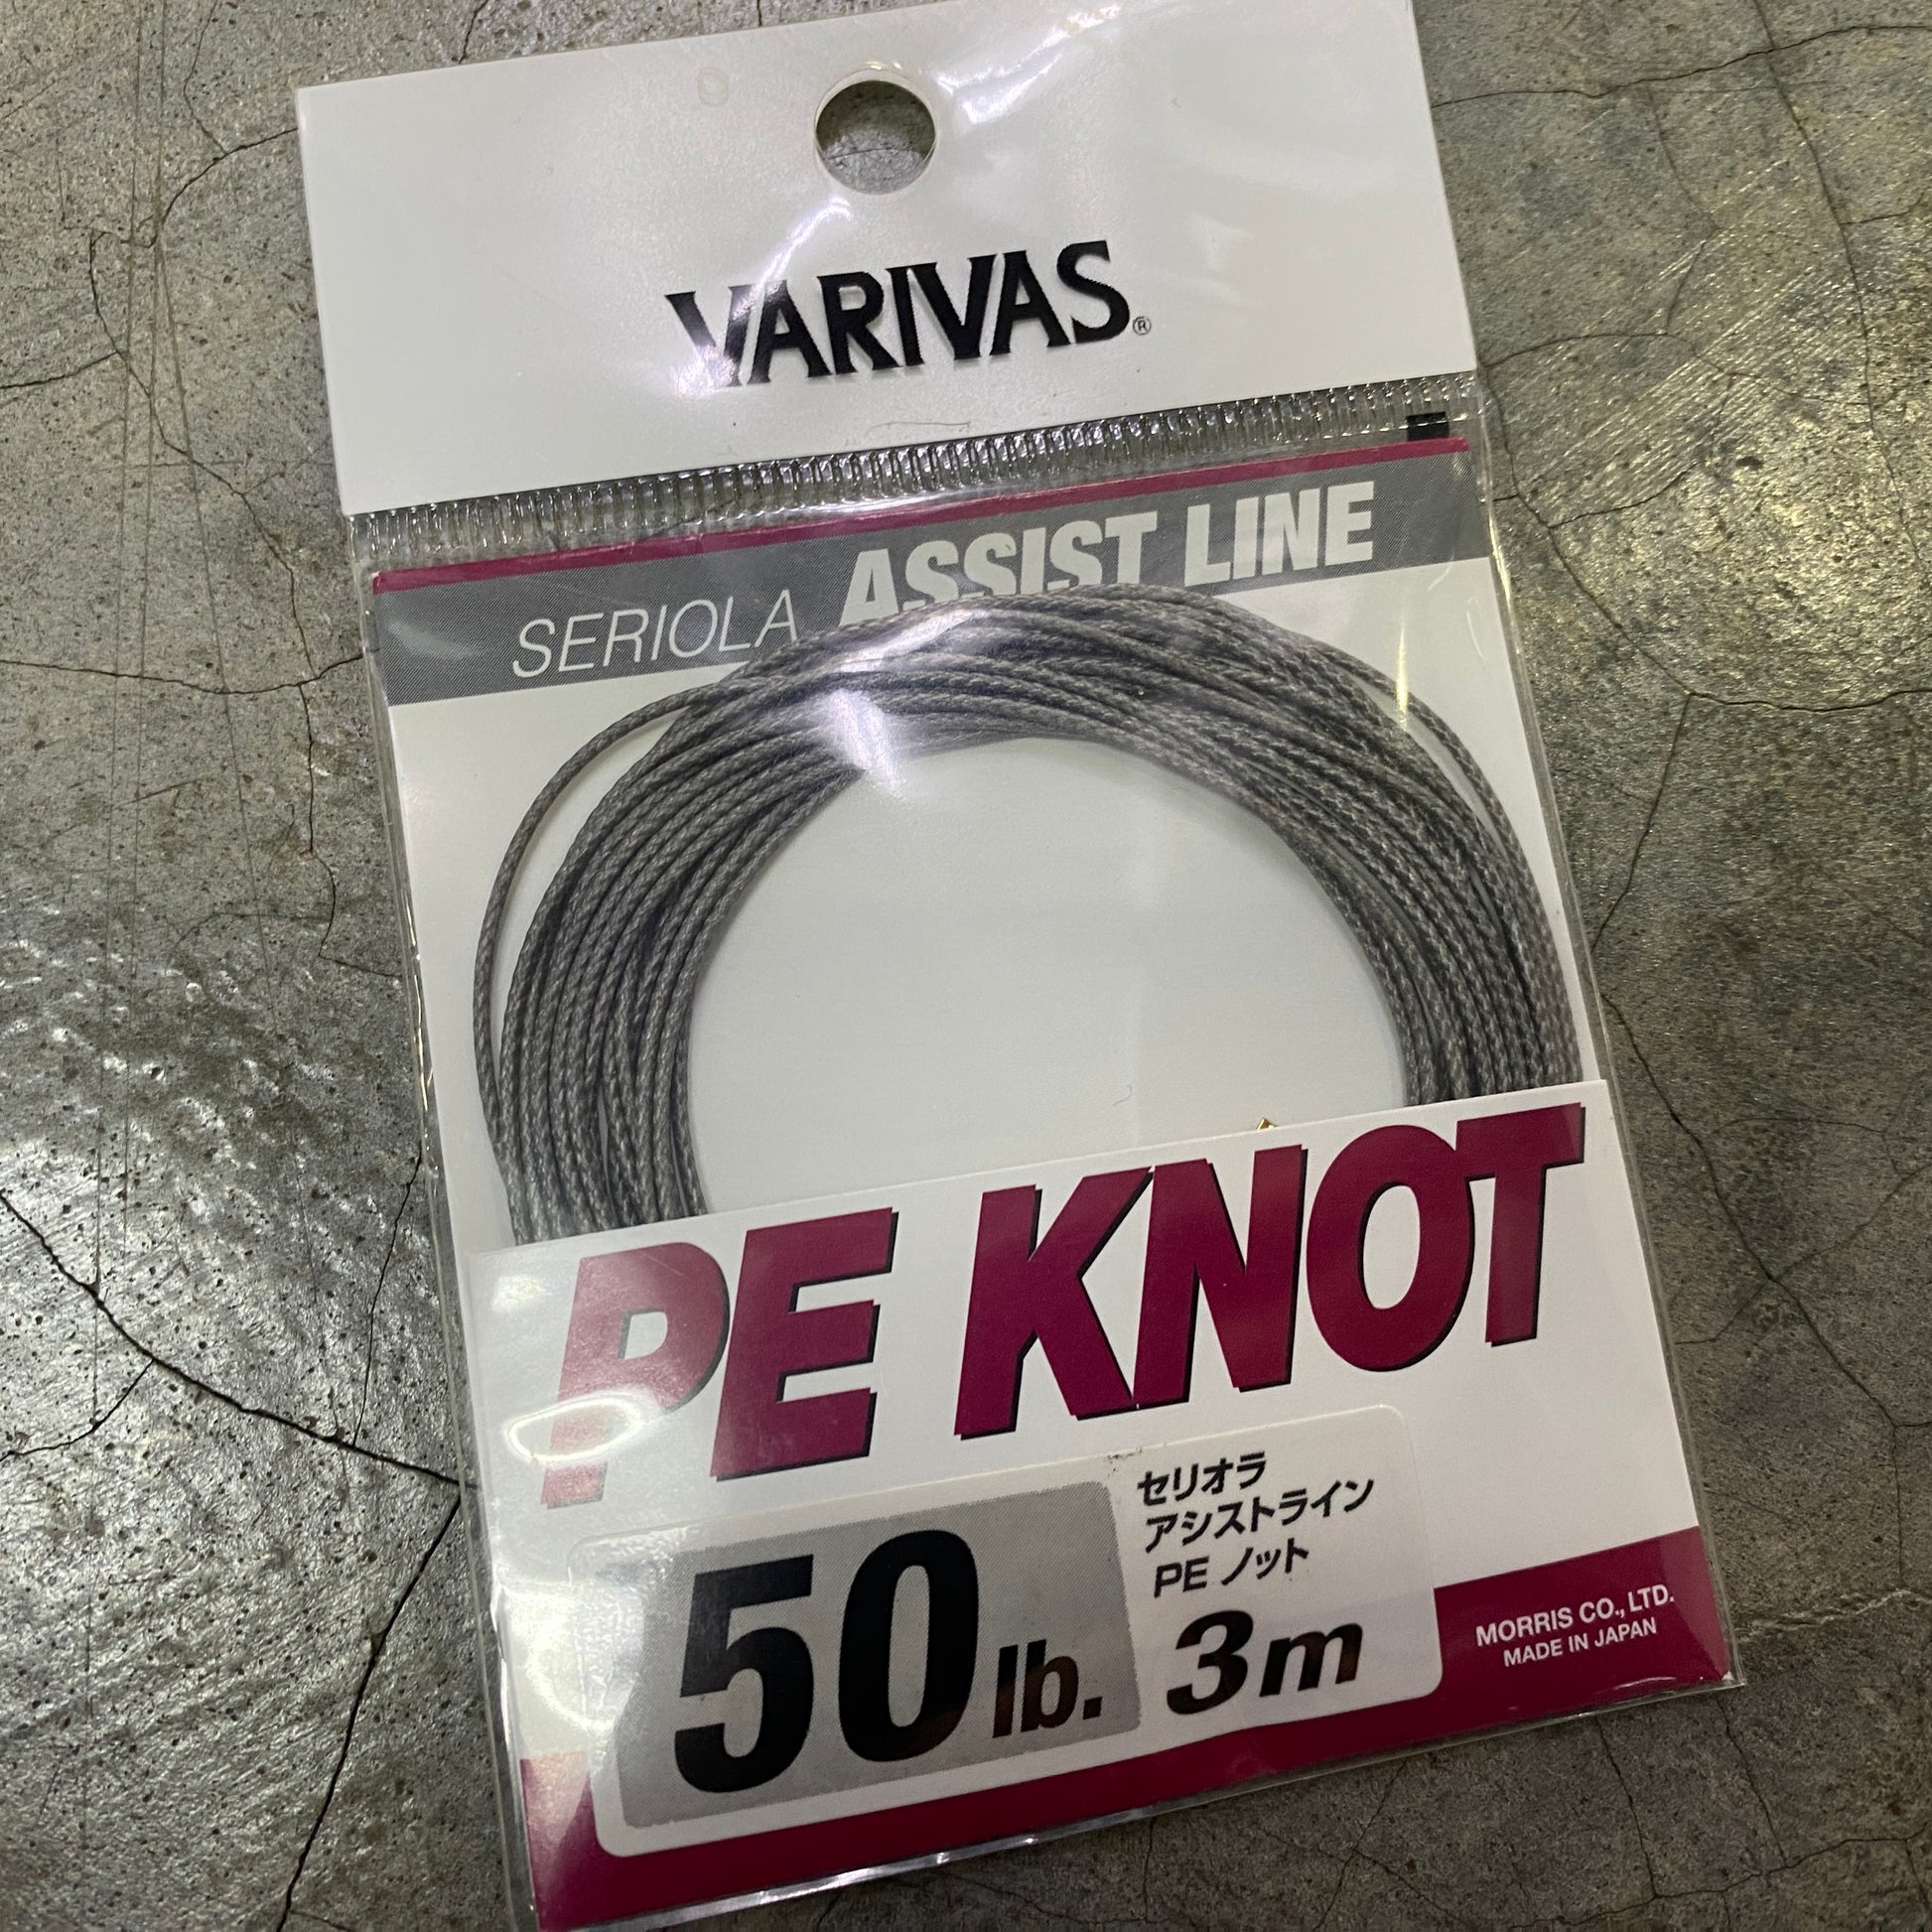 VARIVAS®
SERIOLA ASSIST LINE
PE KNOT
50 lb.
セリオラ
アシストライン
PE ノット
3m
MORRIS CO., LTD.
MADE IN JAPAN